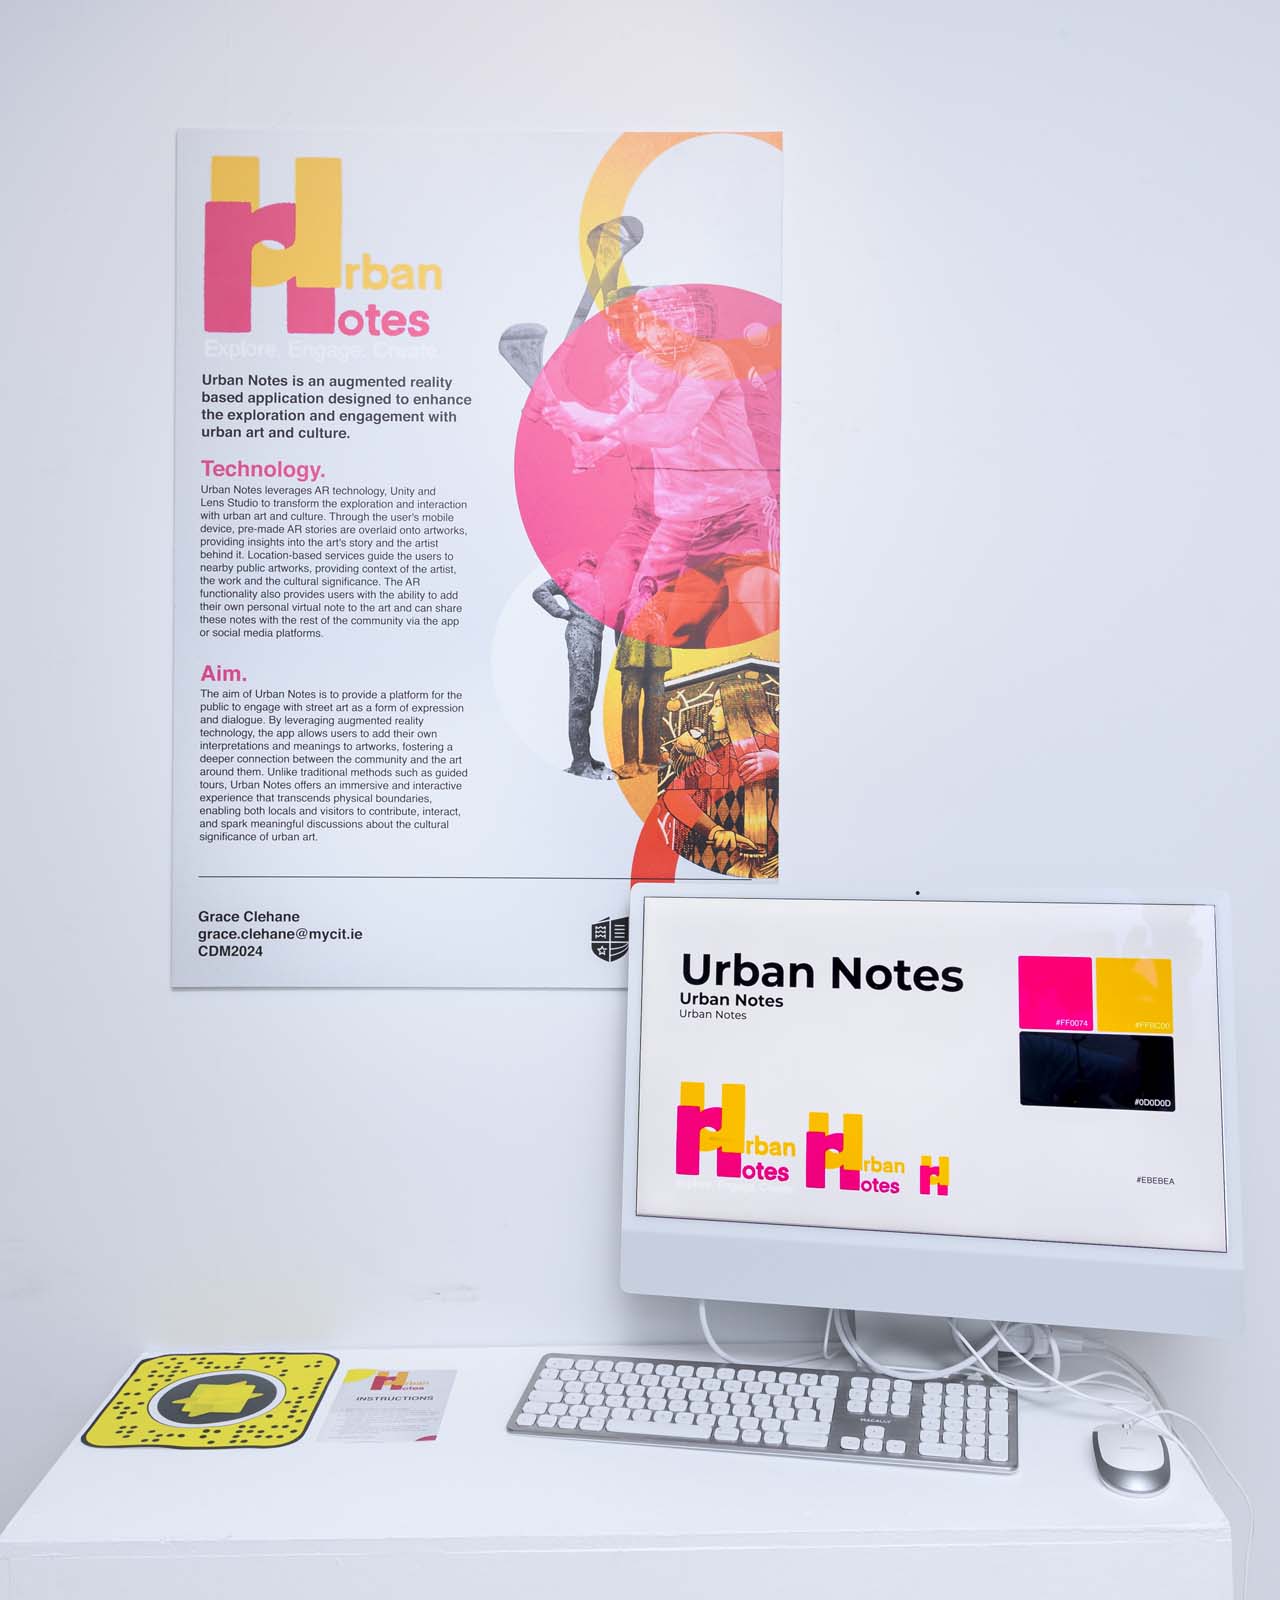 Urban
Notes
Explore. Engage. Create.
Urban Notes is an augmented reality
based application designed to enhance
the exploration and engagement with
urban art and culture.
Technology.
Urban Notes leverages AR technology, Unity and
Lens Studio to transform the exploration and interaction
with urban art and culture. Through the user's mobile
device, pre-made AR stories are overlaid onto artworks,
providing insights into the art's story and the artist
behind it. Location-based services guide the users to
nearby public artworks, providing context of the artist,
the work and the cultural significance. The AR
functionality also provides users with the ability to add
their own personal virtual note to the art and can share
these notes with the rest of the community via the app
or social media platforms.
Aim.
The aim of Urban Notes is to provide a platform for the
public to engage with street art as a form of expression
and dialogue. By leveraging augmented reality
technology, the app allows users to add their own
interpretations and meanings to artworks, fostering a
deeper connection between the community and the art
around them. Unlike traditional methods such as guided
tours, Urban Notes offers an immersive and interactive
experience that transcends physical boundaries,
enabling both locals and visitors to contribute, interact,
and spark meaningful discussions about the cultural
significance of urban art.
Grace Clehane
grace.clehane@mycit.ie
CDM2024
Urban Notes
Urban Notes
Urban Notes
#FF0074
#FFBC00
#0D0D0D
#EBEBEA
Urban
Notes
Explore. Engage. Create.
Urban
Notes
Urban
Notes
INSTRUCTIONS
MACALLY